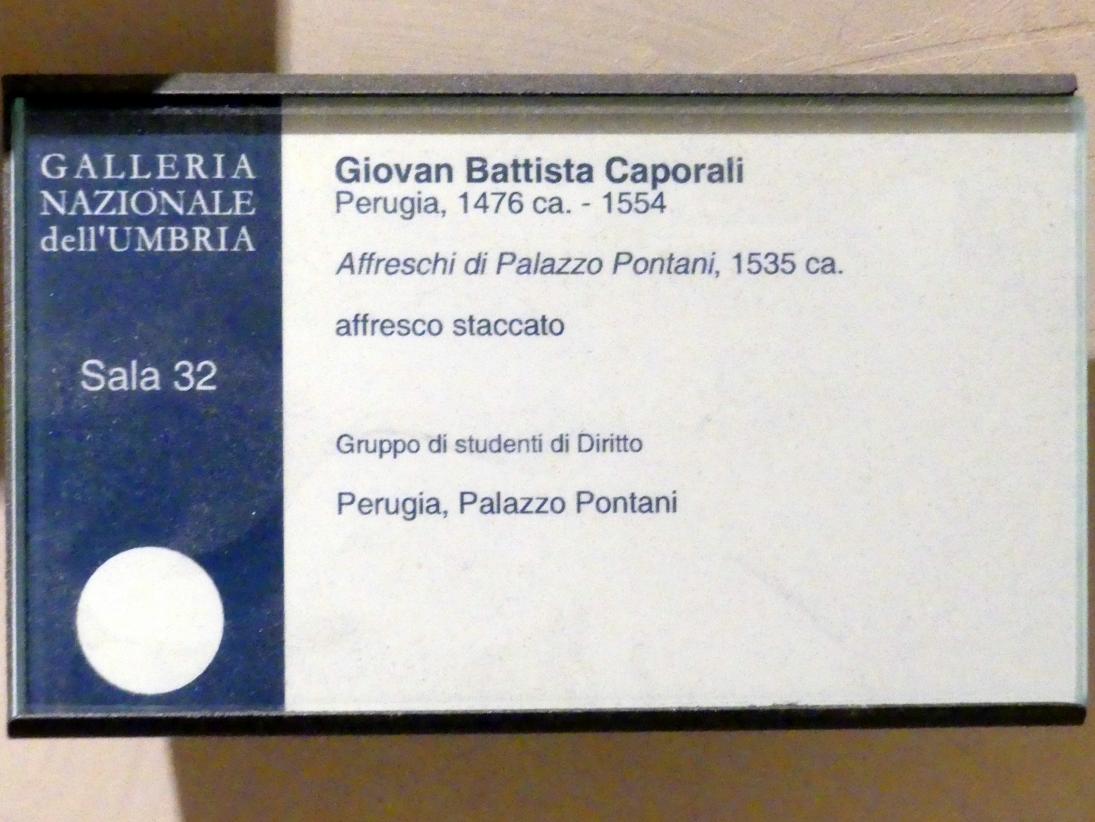 GALLERIA
NAZIONALE
dell'UMBRIA
Sala 32
Giovan Battista Caporali
Perugia, 1476 ca. - 1554
Affreschi di Palazzo Pontani, 1535 ca.
affresco staccato
Gruppo di studenti di Diritto
Perugia, Palazzo Pontani